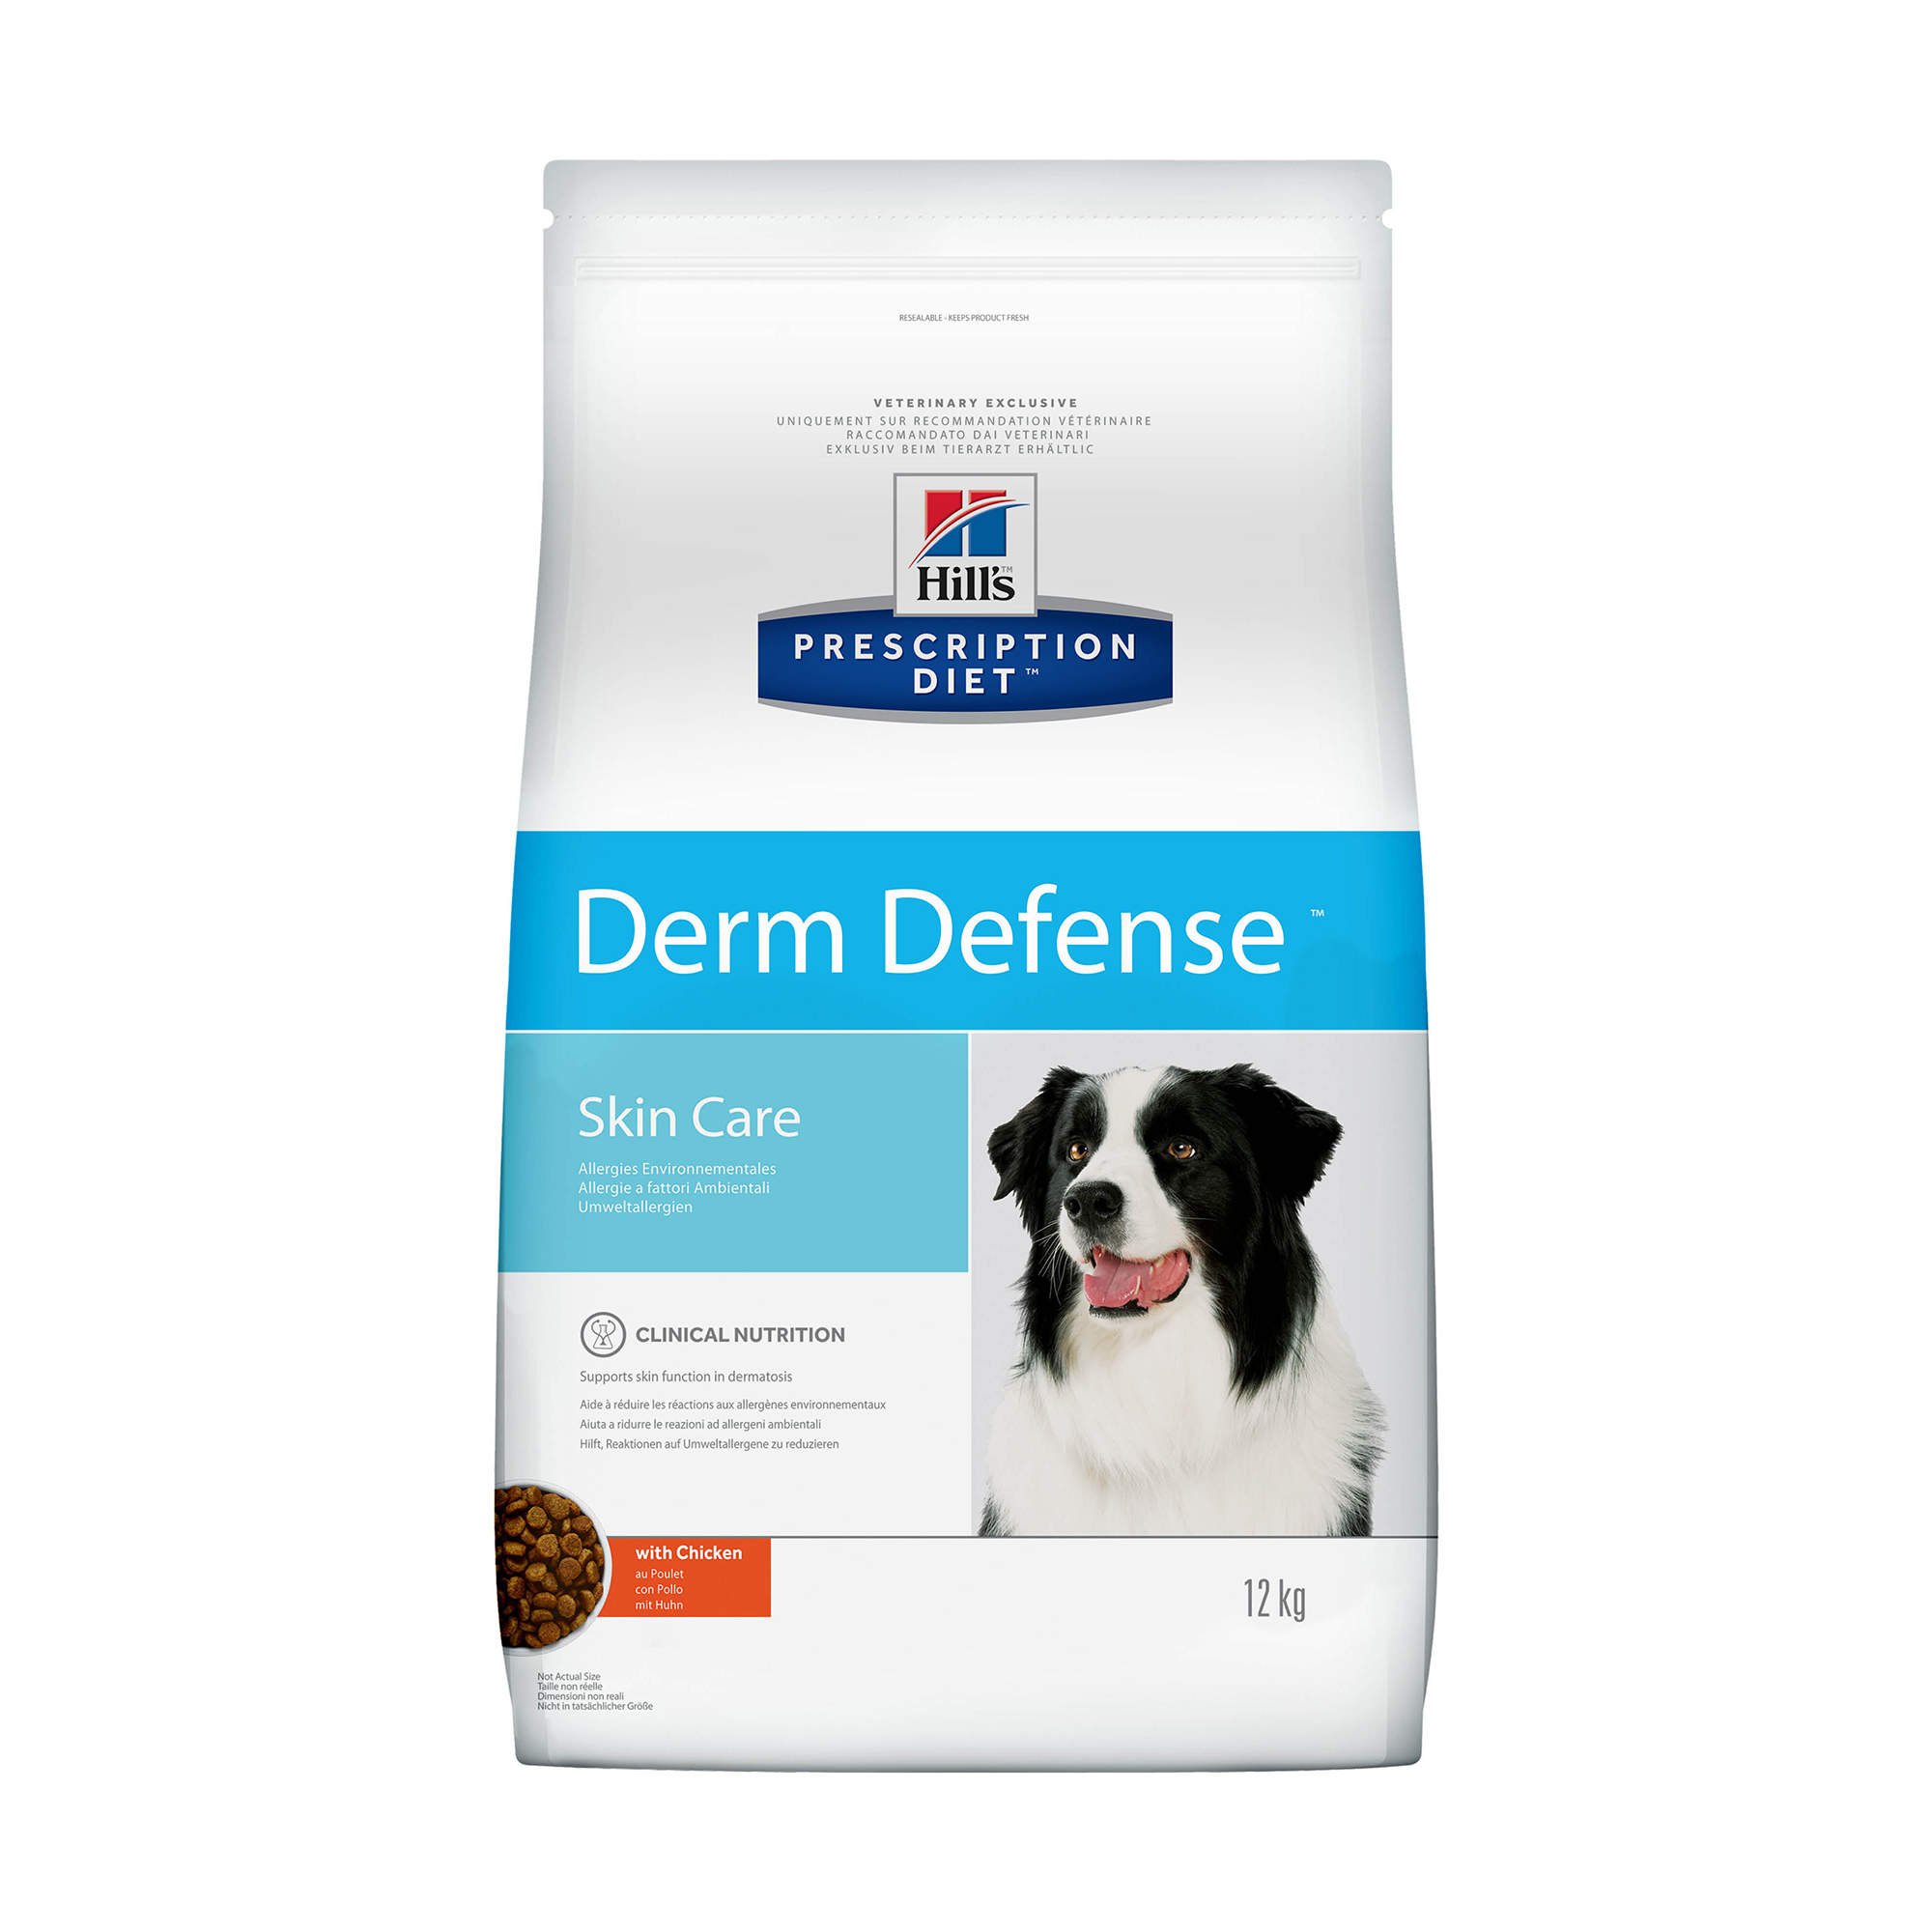 RESEALABLE - KEEPS PRODUCT FRESH
VETERINARY EXCLUSIVE
UNIQUEMENT SUR RECOMMANDATION VÉTÉRINAIRE
RACCOMANDATO DAI VETERINARI
EXKLUSIV BEIM TIERARZT ERHÄLTLIC
Hill's™
PRESCRIPTION
DIET™
Derm Defense™
Skin Care
Allergies Environnementales
Allergie a fattori Ambientali
Umweltallergien
CLINICAL NUTRITION
Supports skin function in dermatosis
Aide à réduire les réactions aux allergènes environnementaux
Aiuta a ridurre le reazioni ad allergeni ambientali
Hilft, Reaktionen auf Umweltallergene zu reduzieren
with Chicken
au Poulet
con Pollo
mit Huhn
12 kg
Not Actual Size
Taille non réelle
Dimensioni non reali
Nicht in tatsächlicher Größe